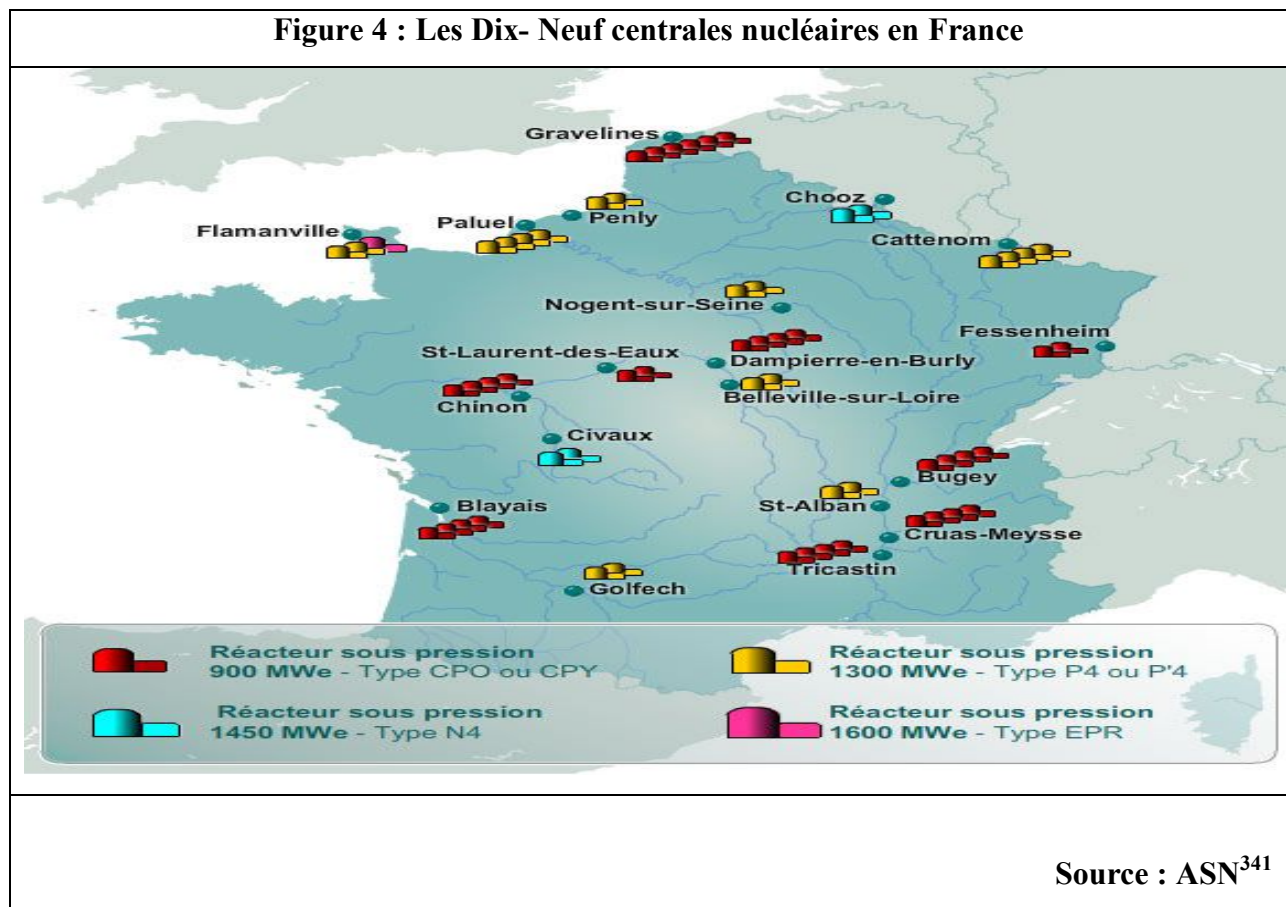 Figure 4 : Les Dix- Neuf centrales nucléaires en France
Gravelines
Chooz
Penly
Paluel
Flamanville
Cattenom
Nogent-sur-Seine
Fessenheim
St-Laurent-des-Eaux
Dampierre-en-Burly
Belleville-sur-Loire
Chinon
Civaux
Bugey
Blayais
St-Alban
Cruas-Meysse
Tricastin
Golfech
Réacteur sous pression
900 MWe - Type CPO ou CPY
Réacteur sous pression
1300 MWe - Type P4 ou P'4
Réacteur sous pression
1450 MWe - Type N4
Réacteur sous pression
1600 MWe - Type EPR
Source : ASN341